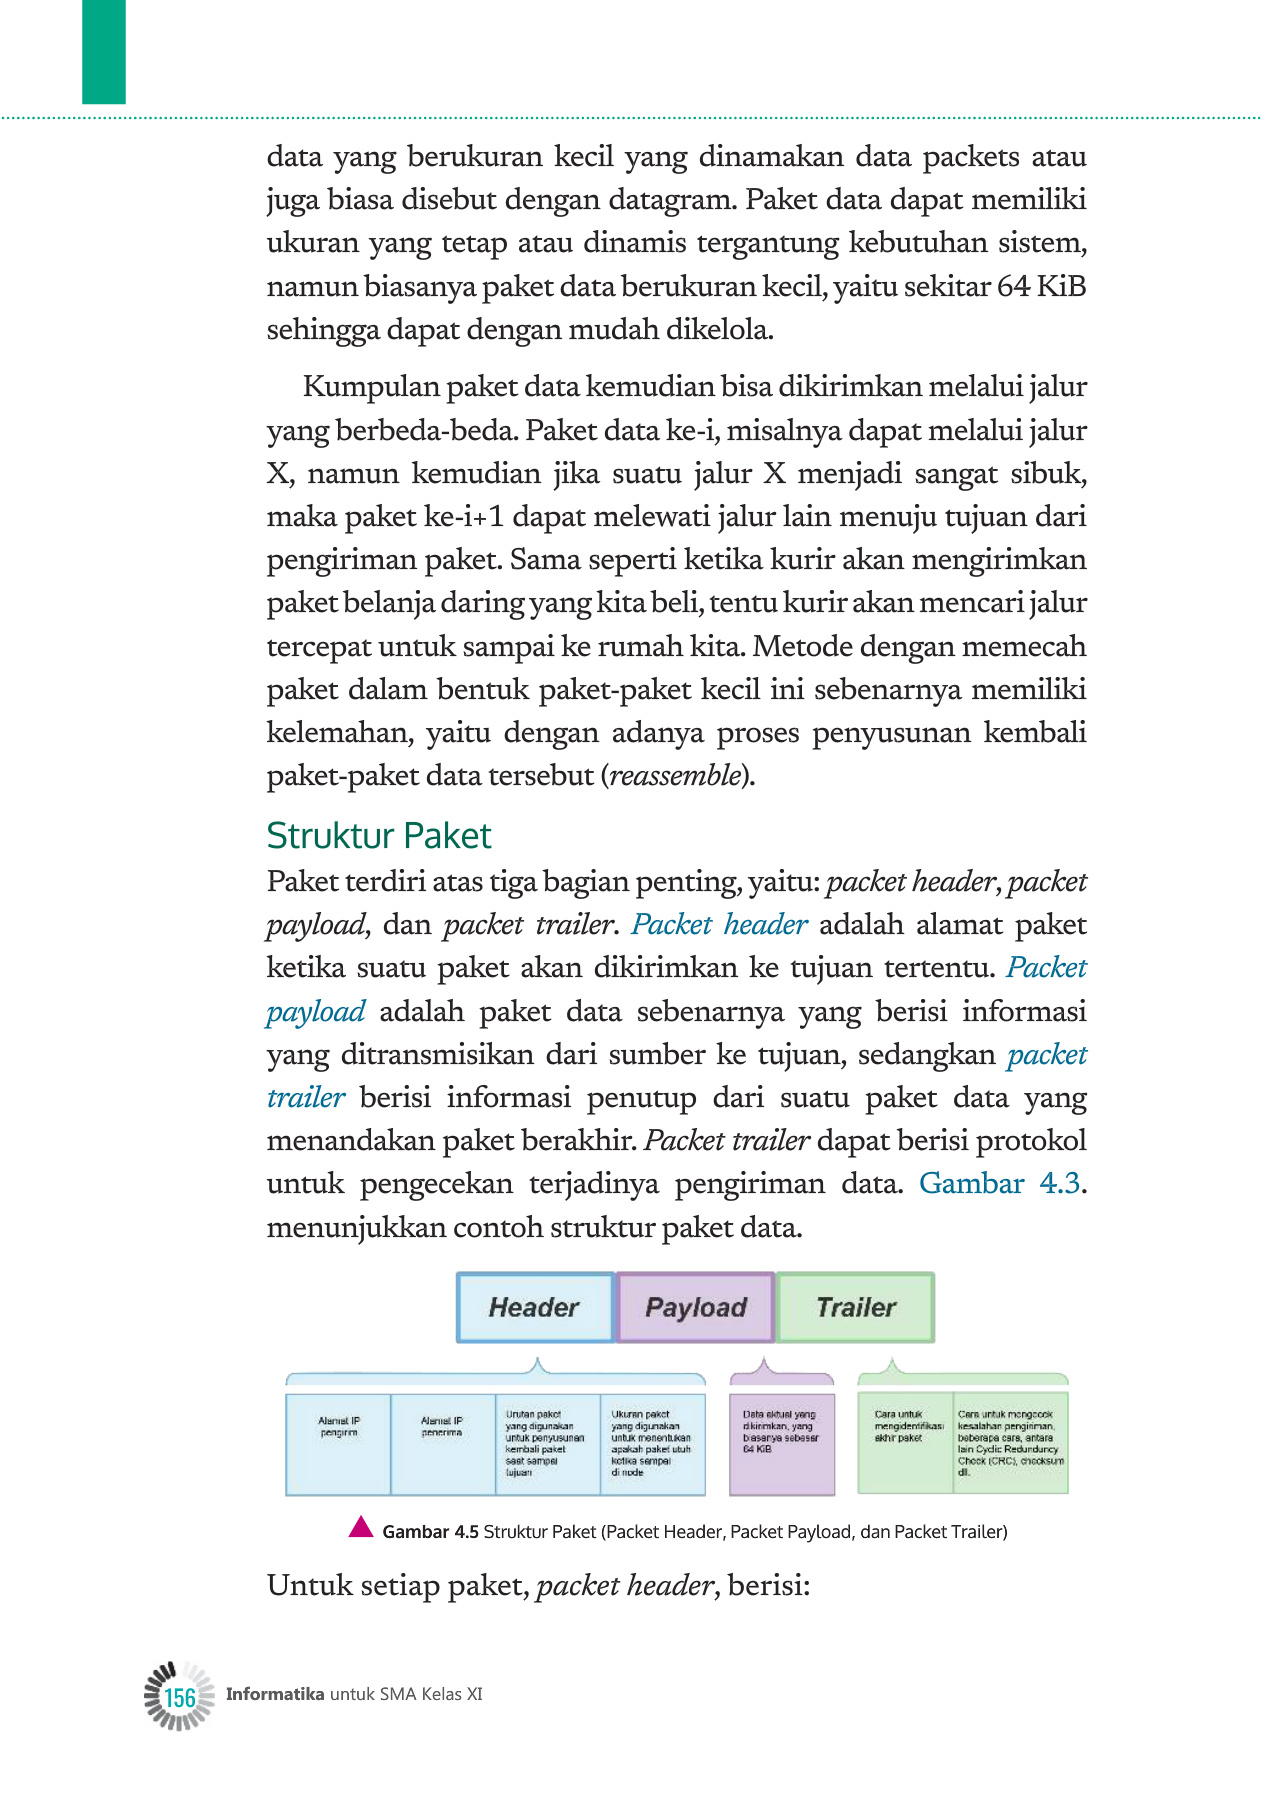 data yang berukuran kecil yang dinamakan data packets atau
juga biasa disebut dengan datagram. Paket data dapat memiliki
ukuran yang tetap atau dinamis tergantung kebutuhan sistem,
namun biasanya paket data berukuran kecil, yaitu sekitar 64 KiB
sehingga dapat dengan mudah dikelola.
Kumpulan paket data kemudian bisa dikirimkan melalui jalur
yang berbeda-beda. Paket data ke-i, misalnya dapat melalui jalur
X, namun kemudian jika suatu jalur X menjadi sangat sibuk,
maka paket ke-i+1 dapat melewati jalur lain menuju tujuan dari
pengiriman paket. Sama seperti ketika kurir akan mengirimkan
paket belanja daring yang kita beli, tentu kurir akan mencari jalur
tercepat untuk sampai ke rumah kita. Metode dengan memecah
paket dalam bentuk paket-paket kecil ini sebenarnya memiliki
kelemahan, yaitu dengan adanya proses penyusunan kembali
paket-paket data tersebut (reassemble).
Struktur Paket
Paket terdiri atas tiga bagian penting, yaitu: packet header, packet
payload, dan packet trailer. Packet header adalah alamat paket
ketika suatu paket akan dikirimkan ke tujuan tertentu. Packet
payload adalah paket data sebenarnya yang berisi informasi
yang ditransmisikan dari sumber ke tujuan, sedangkan packet
trailer berisi informasi penutup dari suatu paket data yang
menandakan paket berakhir. Packet trailer dapat berisi protokol
untuk pengecekan terjadinya pengiriman data. Gambar 4.3.
menunjukkan contoh struktur paket data.
Header Payload Trailer
Alamat IP
pengirim
Alamat IP
penerima
Urutan paket
yang digunakan
untuk penyusunan
kembali paket
saat sampai
tujuan
Ukuran paket
yang digunakan
untuk menentukan
apakah paket utuh
ketika sampai
di node
Data aktual yang
dikirimkan, yang
biasanya sebesar
64 KiB
Cara untuk
mengidentifikasi
akhir paket
Cara untuk mengecek
kesalahan pengiriman,
beberapa cara, antara
lain Cyclic Redundancy
Check (CRC), checksum
dll.
Gambar 4.5 Struktur Paket (Packet Header, Packet Payload, dan Packet Trailer)
Untuk setiap paket, packet header, berisi:
156 Informatika untuk SMA Kelas XI